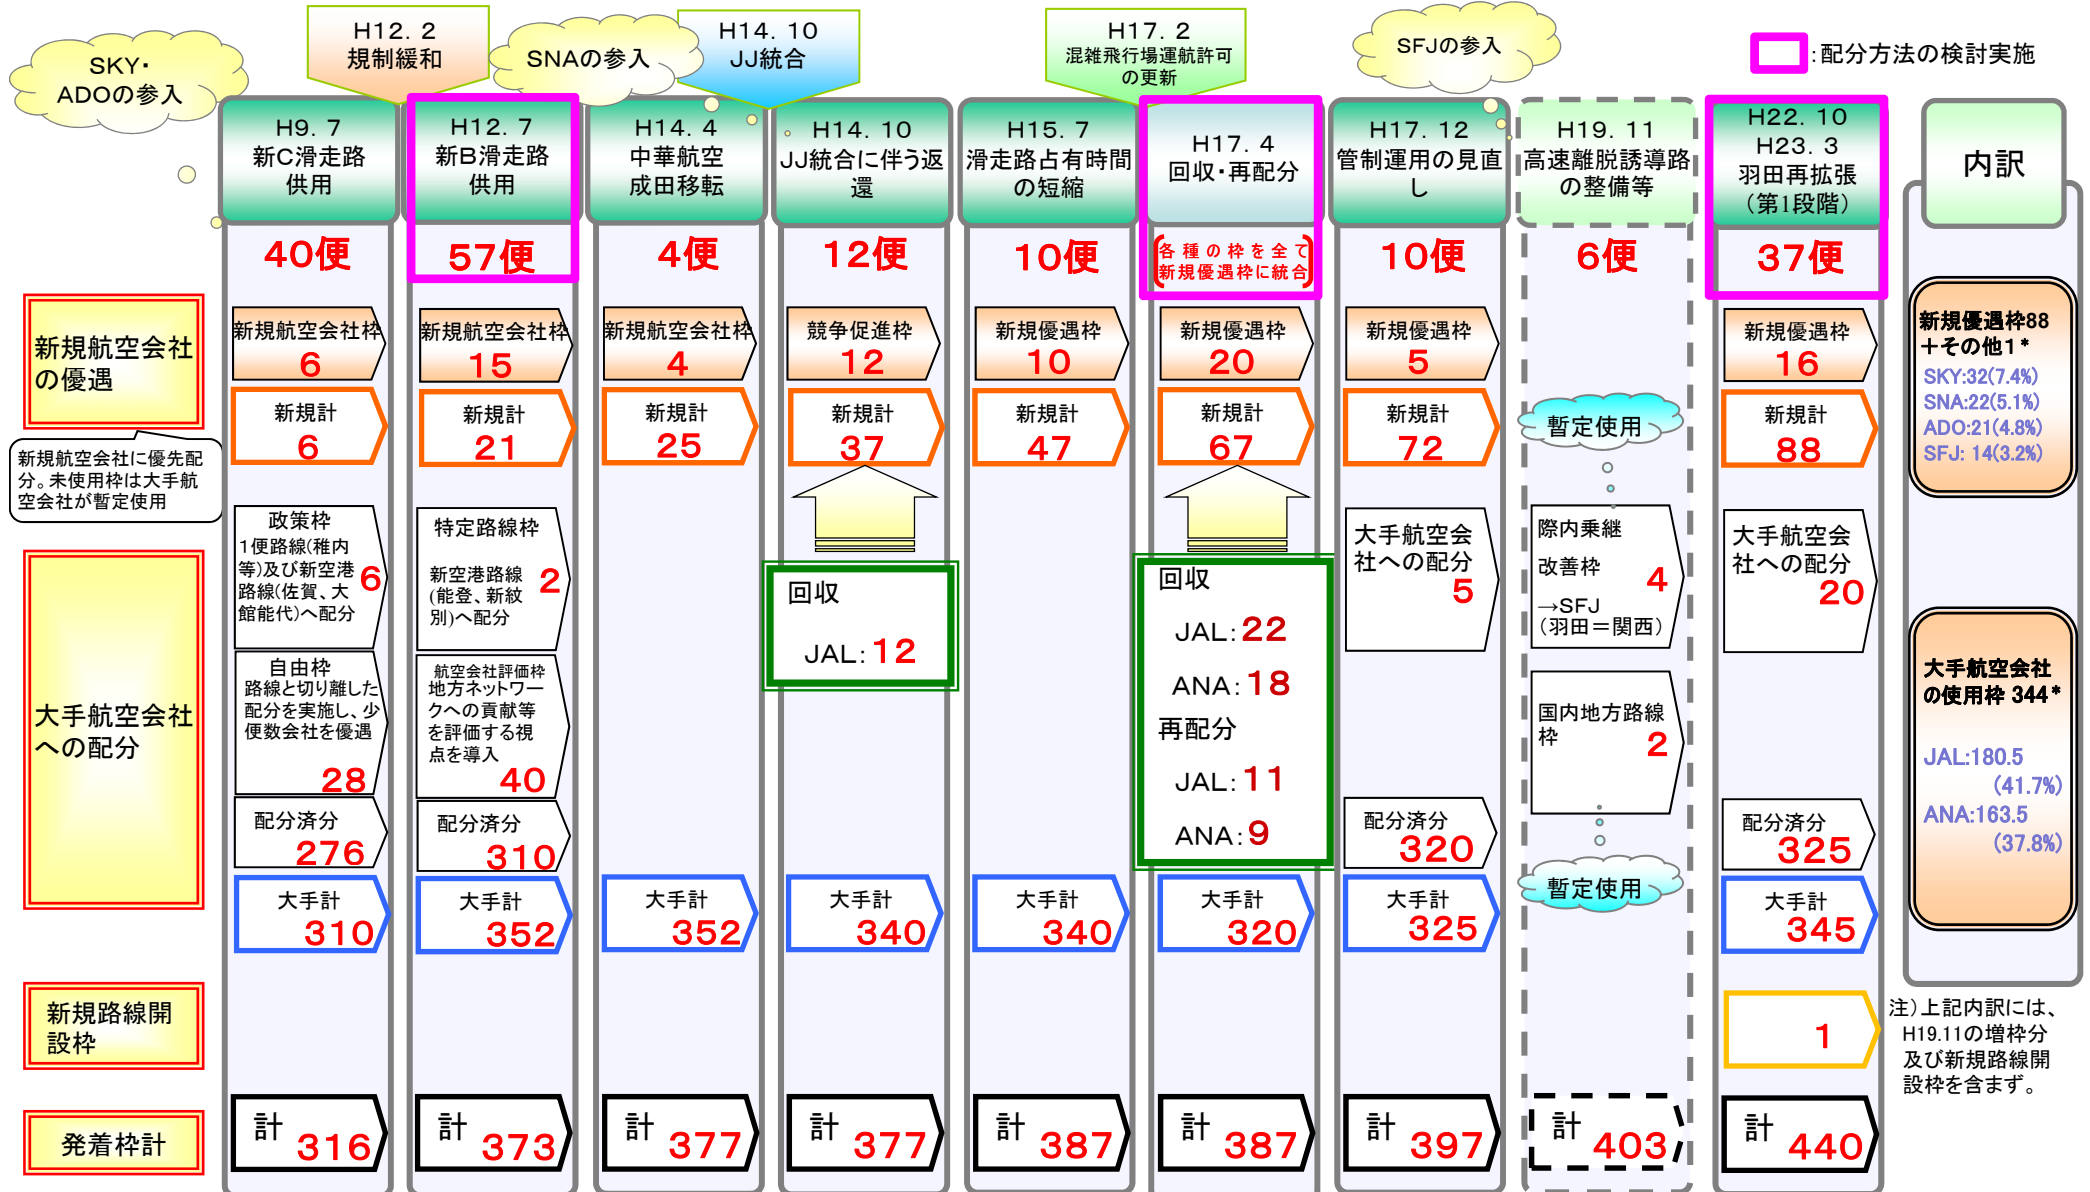 SKY・
ADOの参入
H12. 2
規制緩和
SNAの参入
H14. 10
JJ統合
H17. 2
混雑飛行場運航許可
の更新
SFJの参入
:配分方法の検討実施
H9. 7
新C滑走路
供用
H12. 7
新B滑走路
供用
H14. 4
中華航空
成田移転
H14. 10
JJ統合に伴う返
還
H15. 7
滑走路占有時間
の短縮
H17. 4
回収・再配分
H17. 12
管制運用の見直
し
H19. 11
高速離脱誘導路
の整備等
H22. 10
H23. 3
羽田再拡張
(第1段階)
内訳
40便
57便
4便
12便
10便
各種の枠を全て
新規優遇枠に統合
10便
6便
37便
新規航空会社
の優遇
新規航空会社枠
6
新規航空会社枠
15
新規航空会社枠
4
競争促進枠
12
新規優遇枠
10
新規優遇枠
20
新規優遇枠
5
新規優遇枠
16
新規計
6
新規計
21
新規計
25
新規計
37
新規計
47
新規計
67
新規計
72
暫定使用
新規計
88
新規優遇枠88
+その他1*
SKY:32(7.4%)
SNA:22(5.1%)
ADO:21(4.8%)
SFJ: 14(3.2%)
新規航空会社に優先配
分。未使用枠は大手航
空会社が暫定使用
大手航空会社
への配分
政策枠
1便路線(稚内
等)及び新空港
路線(佐賀、大
館能代)へ配分
6
特定路線枠
新空港路線
(能登、新紋
別)へ配分
2
自由枠
路線と切り離した
配分を実施し、少
便数会社を優遇
28
航空会社評価枠
地方ネットワー
クへの貢献等
を評価する視
点を導入
40
回収
JAL: 12
回収
JAL: 22
ANA: 18
再配分
JAL: 11
ANA: 9
大手航空会
社への配分
5
際内乗継
改善枠
4
→SFJ
(羽田=関西)
国内地方路線
枠
2
暫定使用
大手航空会
社への配分
20
配分済分
276
配分済分
310
配分済分
320
配分済分
325
大手計
310
大手計
352
大手計
352
大手計
340
大手計
340
大手計
320
大手計
325
大手計
345
大手航空会社
の使用枠 344*
JAL:180.5
(41.7%)
ANA:163.5
(37.8%)
新規路線開
設枠
1
注)上記内訳には、
H19.11の増枠分
及び新規路線開
設枠を含まず。
発着枠計
計 316
計 373
計 377
計 377
計 387
計 387
計 397
計 403
計 440